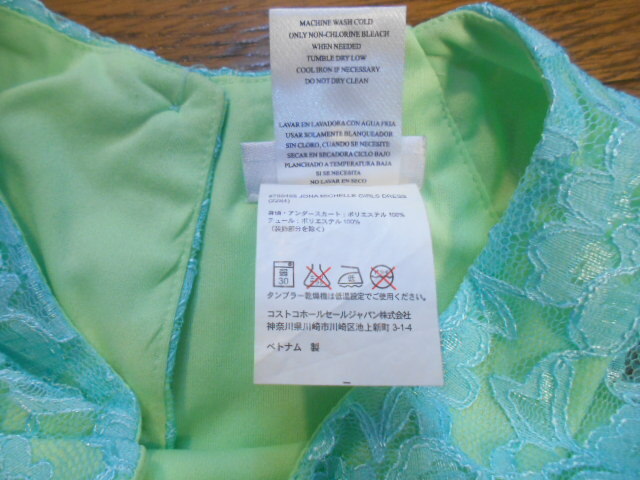 MACHINE WASH COLD
ONLY NON-CHLORINE BLEACH
WHEN NEEDED
TUMBLE DRY LOW
COOL IRON IF NECESSARY
DO NOT DRY CLEAN
LAVAR EN LAVADORA CON AGUA FRIA
USAR SOLAMENTE BLANQUEADOR
SIN CLORO, CUANDO SE NECESITE
SECAR EN SECADORA CICLO BAJO
PLANCHADO A TEMPERATURA BAJA
SI SE NECESITA
NO LAVAR EN SECO
JONA MICHELLE GIRLS DRESS
身頃・アンダースカート:ポリエステル 100%
チュール:ポリエステル 100%
(装飾部分を除く)
30
タンブラー乾燥機は低温設定でご使用ください。
コストコホールセールジャパン株式会社
神奈川県川崎市川崎区池上新町 3-1-4
ベトナム 製